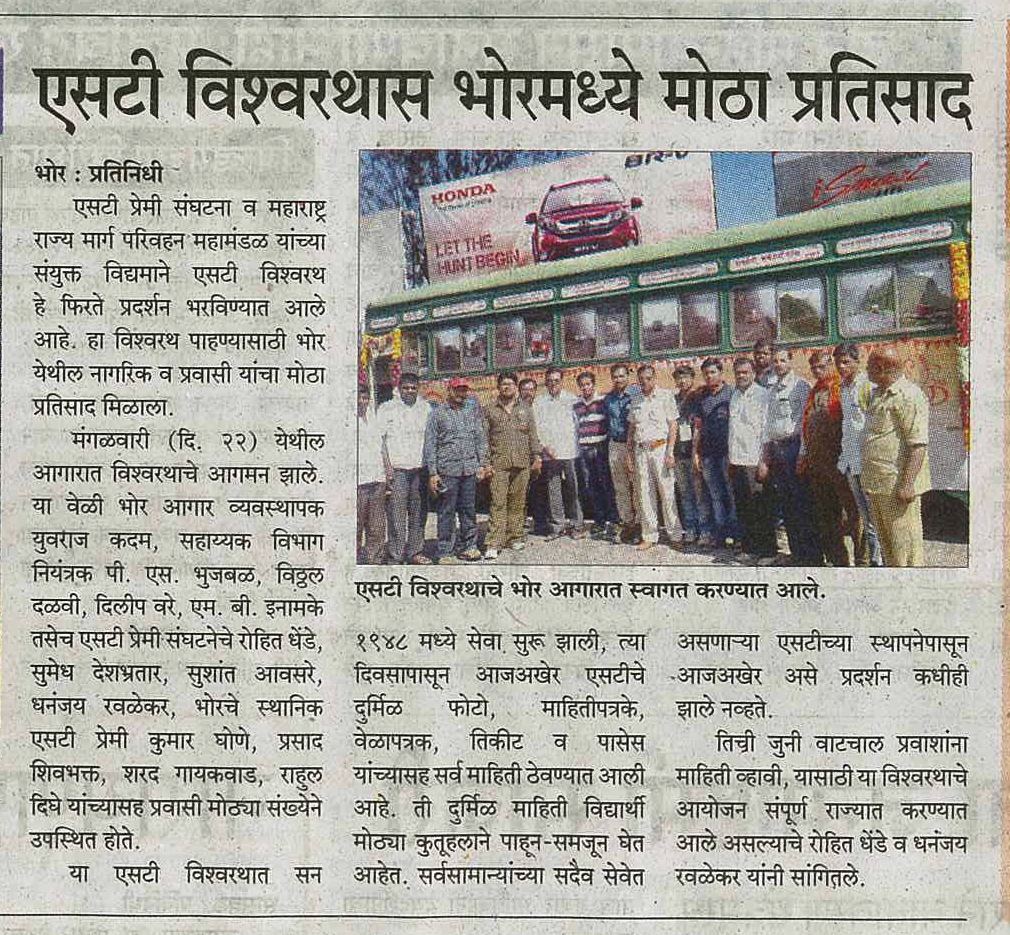 एसटी विश्‍वरथास भोरमध्ये मोठा प्रतिसाद
भोर : प्रतिनिधी
एसटी प्रेमी संघटना व महाराष्ट्र
राज्य मार्ग परिवहन महामंडळ यांच्या
संयुक्त विद्यमाने एसटी विश्‍वरथ
हे फिरते प्रदर्शन भरविण्यात आले
आहे. हा विश्‍वरथ पाहण्यासाठी भोर
येथील नागरिक व प्रवासी यांचा मोठा
प्रतिसाद मिळाला.
मंगळवारी (दि. २२) येथील
आगारात विश्‍वरथाचे आगमन झाले.
या वेळी भोर आगार व्यवस्थापक
युवराज कदम, सहाय्यक विभाग
नियंत्रक पी. एस. भुजबळ, विठ्ठल
दळवी, दिलीप वरे, एम. बी. इनामके
तसेच एसटी प्रेमी संघटनेचे रोहित धेंडे,
सुमेध देशभ्रतार, सुशांत आवसरे,
धनंजय रवळेकर, भोरचे स्थानिक
एसटी प्रेमी कुमार घोणे, प्रसाद
शिवभक्त, शरद गायकवाड, राहुल
दिघे यांच्यासह प्रवासी मोठ्या संख्येने
उपस्थित होते.
या एसटी विश्‍वरथात सन
HONDA
BR-V
LET THE
HUNT BEGIN
i Smart
एसटी विश्‍वरथाचे भोर आगारात स्वागत करण्यात आले.
१९४८ मध्ये सेवा सुरू झाली, त्या
दिवसापासून आजअखेर एसटीचे
दुर्मिळ फोटो, माहितीपत्रके,
वेळापत्रक, तिकीट व पासेस
यांच्यासह सर्व माहिती ठेवण्यात आली
आहे. ती दुर्मिळ माहिती विद्यार्थी
मोठ्या कुतूहलाने पाहून-समजून घेत
आहेत. सर्वसामान्यांच्या सदैव सेवेत
असणाऱ्या एसटीच्या स्थापनेपासून
आजअखेर असे प्रदर्शन कधीही
झाले नव्हते.
तिची जुनी वाटचाल प्रवाशांना
माहिती व्हावी, यासाठी या विश्‍वरथाचे
आयोजन संपूर्ण राज्यात करण्यात
आले असल्याचे रोहित धेंडे व धनंजय
रवळेकर यांनी सांगितले.